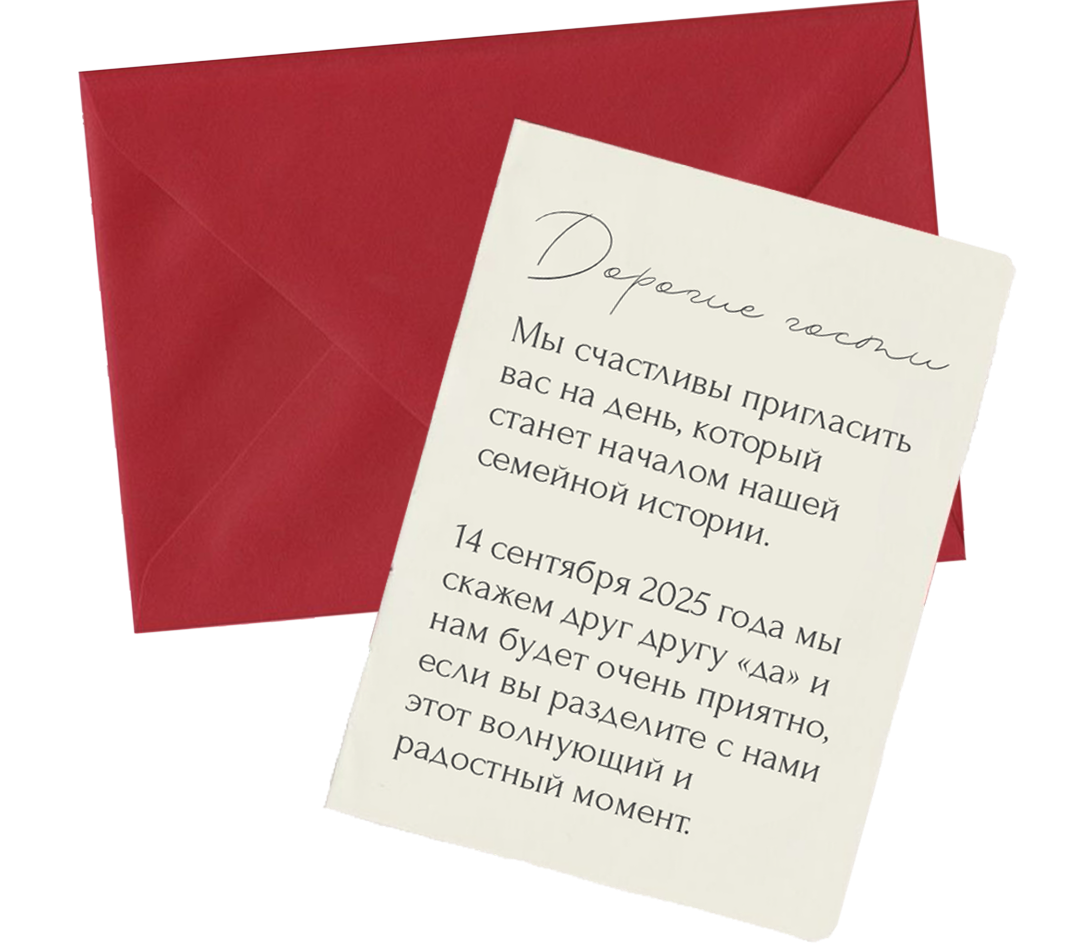 Дорогие гости
Мы счастливы пригласить
вас на день, который
станет началом нашей
семейной истории.
14 сентября 2025 года мы
скажем друг другу «да» и
нам будет очень приятно,
если вы разделите с нами
этот волнующий и
радостный момент.